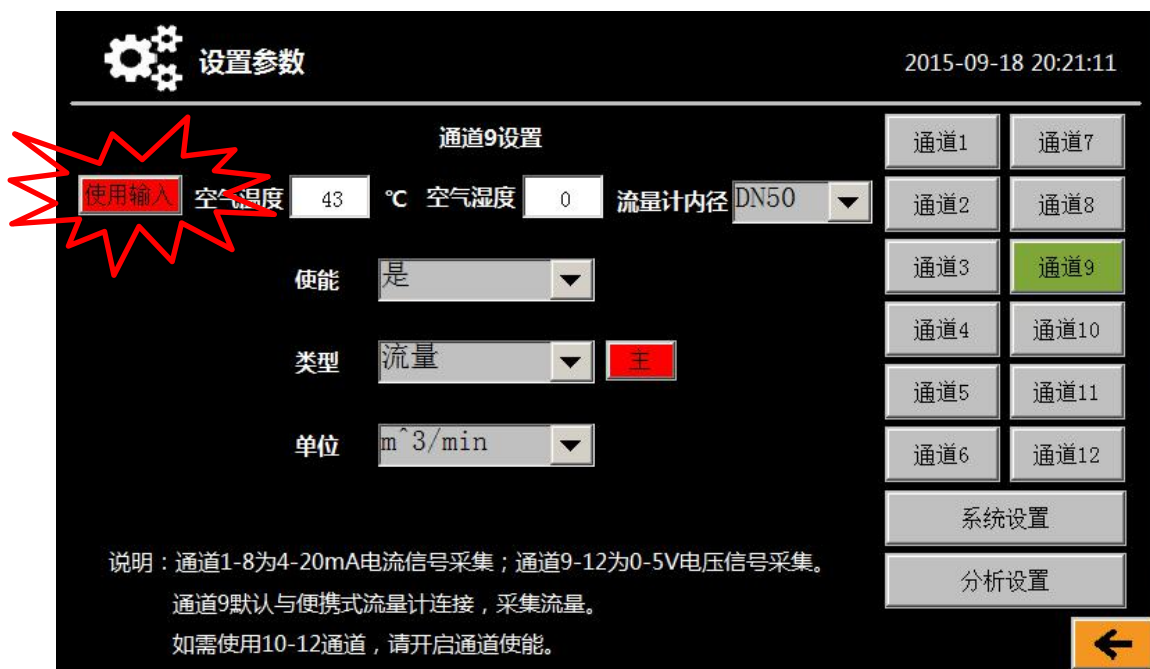 设置参数
2015-09-18 20:21:11
通道9设置
使用输入 空气温度 43 ℃ 空气湿度 0 流量计内径 DN50
使能 是
类型 流量 主
单位 m^3/min
说明：通道1-8为4-20mA电流信号采集；通道9-12为0-5V电压信号采集。
通道9默认与便携式流量计连接，采集流量。
如需使用10-12通道，请开启通道使能。
通道1 通道7
通道2 通道8
通道3 通道9
通道4 通道10
通道5 通道11
通道6 通道12
系统设置
分析设置